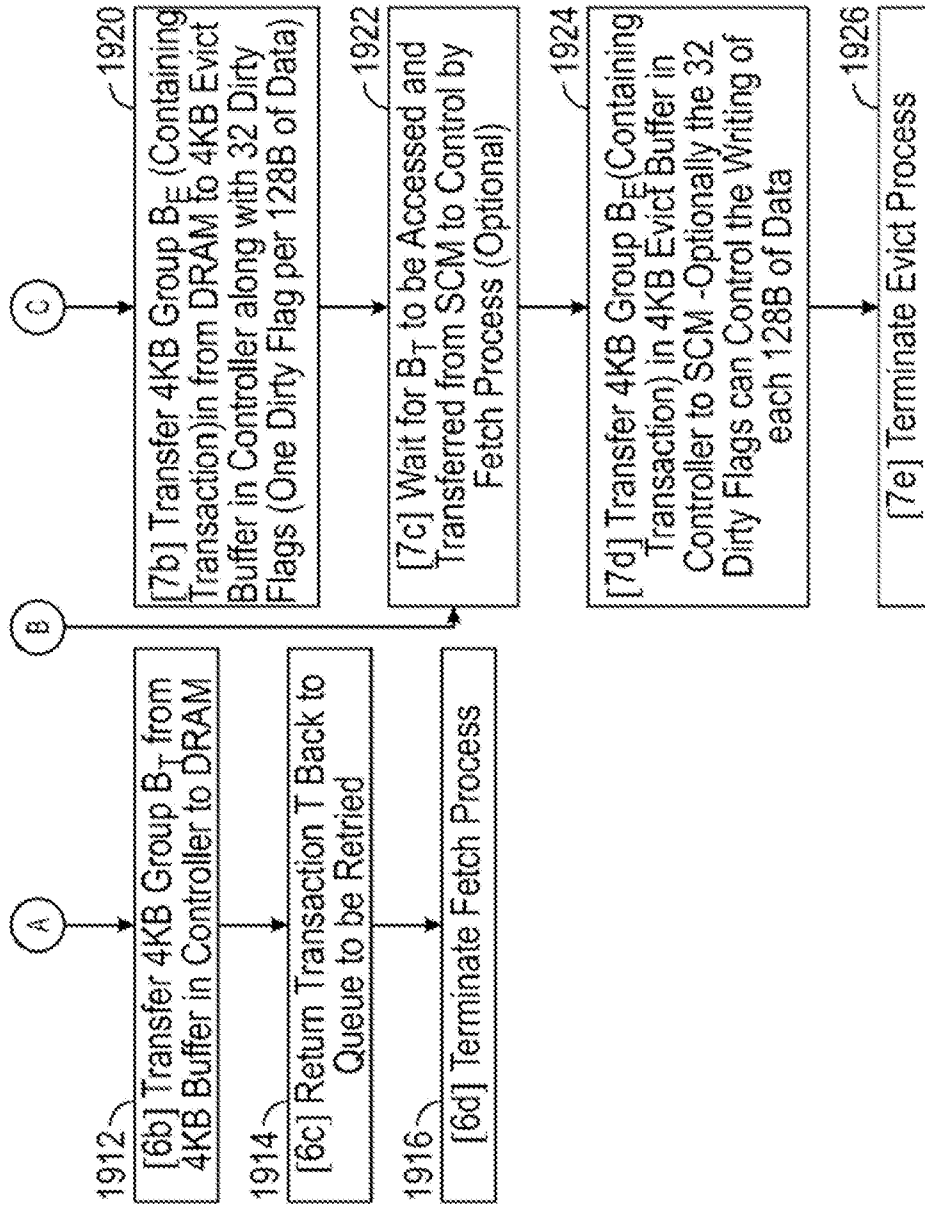 A
1912
[6b] Transfer 4KB Group B_T from
4KB Buffer in Controller to DRAM
1914
[6c] Return Transaction T Back to
Queue to be Retried
1916
[6d] Terminate Fetch Process
B
C
1920
[7b] Transfer 4KB Group B_E (Containing
Transaction)in from DRAM to 4KB Evict
Buffer in Controller along with 32 Dirty
Flags (One Dirty Flag per 128B of Data)
1922
[7c] Wait for B_T to be Accessed and
Transferred from SCM to Control by
Fetch Process (Optional)
1924
[7d] Transfer 4KB Group B_E(Containing
Transaction) in 4KB Evict Buffer in
Controller to SCM -Optionally the 32
Dirty Flags can Control the Writing of
each 128B of Data
1926
[7e] Terminate Evict Process